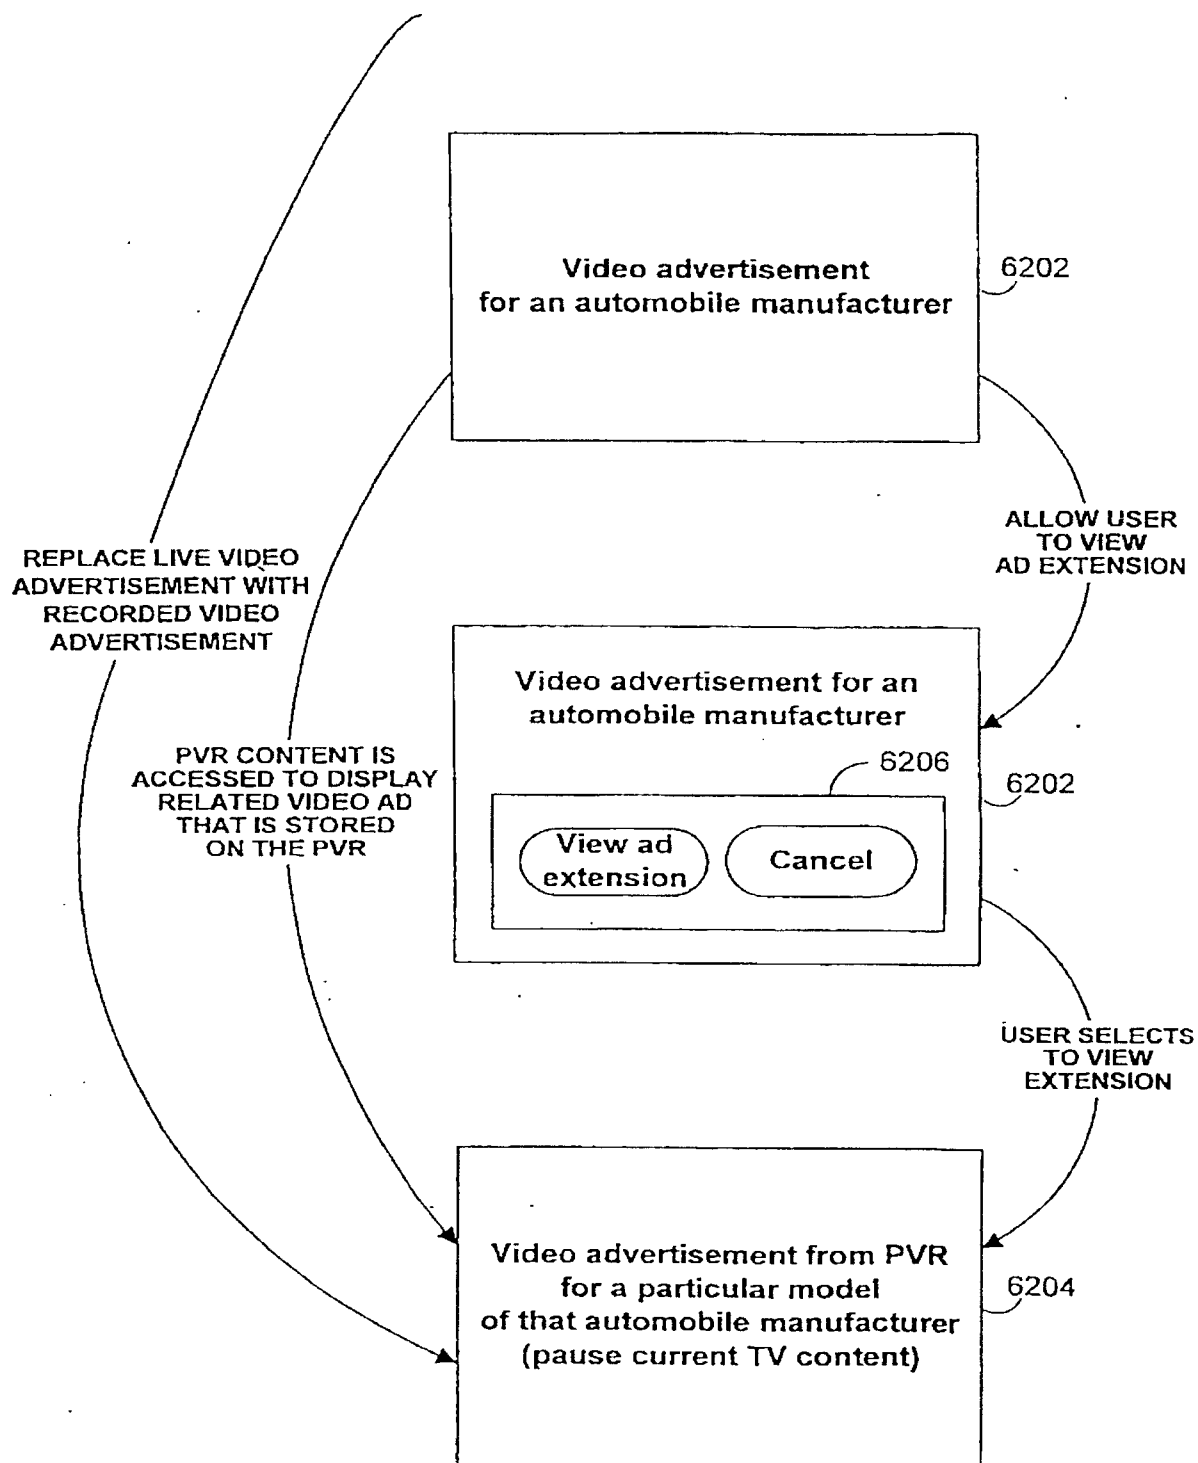 Video advertisement
for an automobile manufacturer
6202
ALLOW USER
TO VIEW
AD EXTENSION
REPLACE LIVE VIDEO
ADVERTISEMENT WITH
RECORDED VIDEO
ADVERTISEMENT
Video advertisement for an
automobile manufacturer
PVR CONTENT IS
ACCESSED TO DISPLAY
RELATED VIDEO AD
THAT IS STORED
ON THE PVR
6206
6202
View ad
extension
Cancel
USER SELECTS
TO VIEW
EXTENSION
Video advertisement from PVR
for a particular model
of that automobile manufacturer
(pause current TV content)
6204